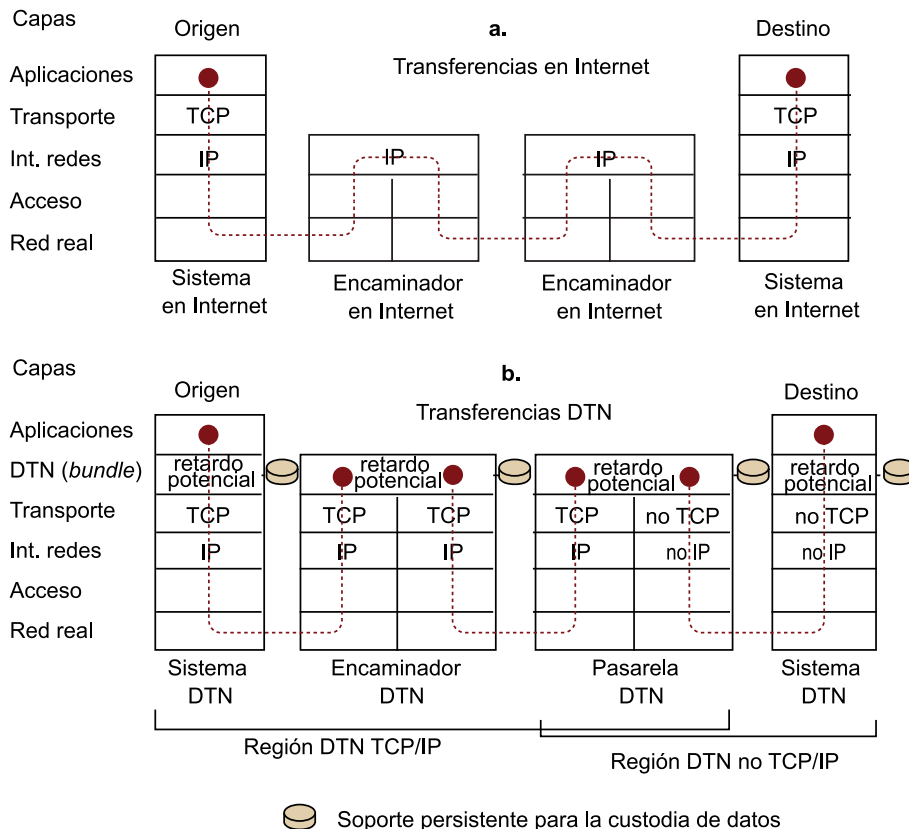 Capas
Origen
a.
Destino
Transferencias en Internet
Aplicaciones
Transporte
TCP
TCP
Int. redes
IP
IP
IP
IP
Acceso
Red real
Sistema
en Internet
Encaminador
en Internet
Encaminador
en Internet
Sistema
en Internet
Capas
Origen
b.
Destino
Transferencias DTN
Aplicaciones
DTN (bundle)
retardo
potencial
retardo
potencial
retardo
potencial
retardo
potencial
Transporte
TCP
TCP
TCP
TCP
no TCP
no TCP
Int. redes
IP
IP
IP
IP
no IP
no IP
Acceso
Red real
Sistema
DTN
Encaminador
DTN
Pasarela
DTN
Sistema
DTN
Región DTN TCP/IP
Región DTN no TCP/IP
Soporte persistente para la custodia de datos